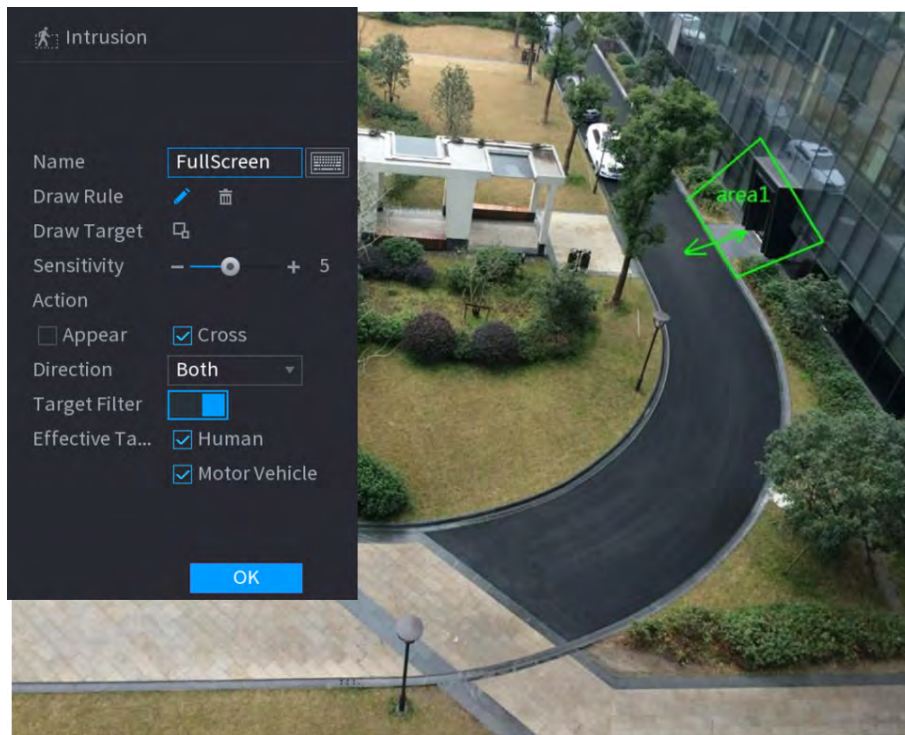 Intrusion
Name FullScreen
Draw Rule
Draw Target
Sensitivity - + 5
Action
Appear Cross
Direction Both
Target Filter
Effective Ta... Human
Motor Vehicle
OK
area1